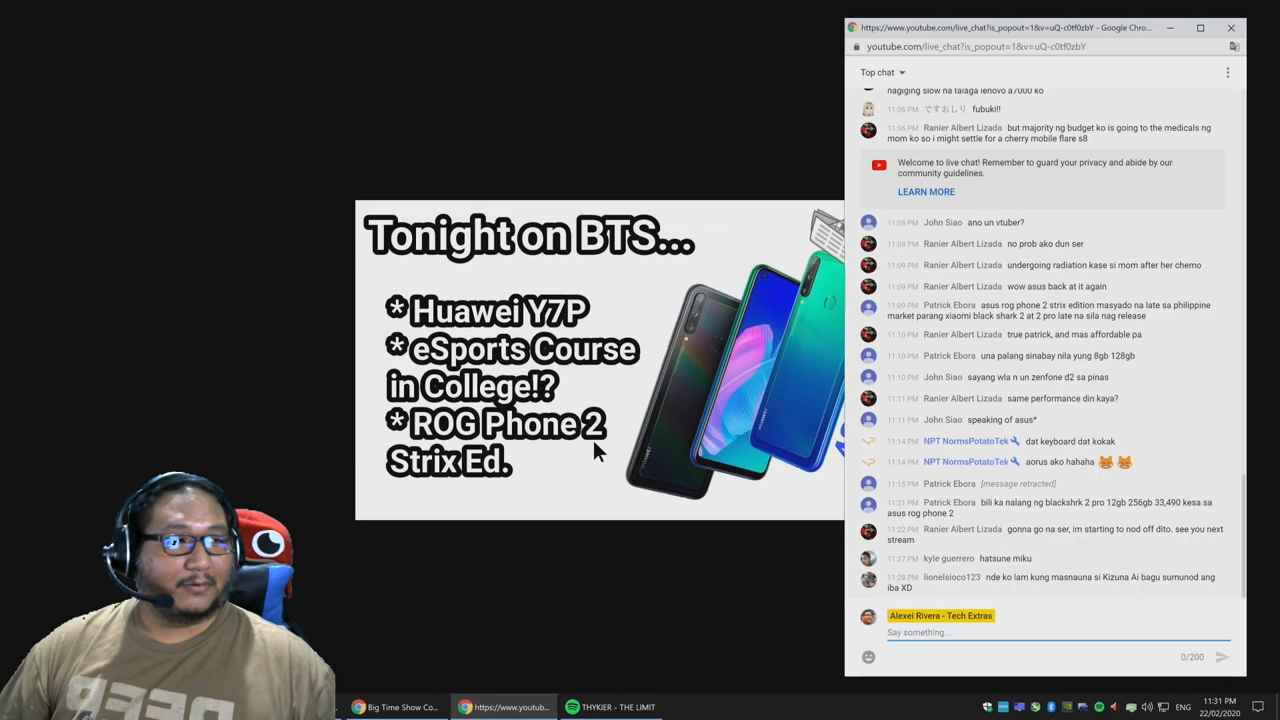 https://www.youtube.com/live_chat?is_popout=1&v=uQ-c0tf0zbY - Google Chro...
youtube.com/live_chat?is_popout=1&v=uQ-c0tf0zbY
Top chat
nagiging slow na talaga lenovo a7000 ko
11:06 PM ですおしり fubuki!!
11:06 PM Ranier Albert Lizada but majority ng budget ko is going to the medicals ng
mom ko so i might settle for a cherry mobile flare s8
Welcome to live chat! Remember to guard your privacy and abide by our
community guidelines.
LEARN MORE
11:08 PM John Siao ano un vtuber?
11:08 PM Ranier Albert Lizada no prob ako dun ser
11:09 PM Ranier Albert Lizada undergoing radiation kase si mom after her chemo
11:09 PM Ranier Albert Lizada wow asus back at it again
11:09 PM Patrick Ebora asus rog phone 2 strix edition masyado na late sa philippine
market parang xiaomi black shark 2 at 2 pro late na sila nag release
11:10 PM Ranier Albert Lizada true patrick, and mas affordable pa
11:10 PM Patrick Ebora una palang sinabay nila yung 8gb 128gb
11:10 PM John Siao sayang wla n un zenfone d2 sa pinas
11:11 PM Ranier Albert Lizada same performance din kaya?
11:11 PM John Siao speaking of asus*
11:14 PM NPT NormsPotatoTek dat keyboard dat kokak
11:14 PM NPT NormsPotatoTek aorus ako hahaha
11:15 PM Patrick Ebora [message retracted]
11:21 PM Patrick Ebora bili ka nalang ng blackshrk 2 pro 12gb 256gb 33,490 kesa sa
asus rog phone 2
11:22 PM Ranier Albert Lizada gonna go na ser, im starting to nod off dito. see you next
stream
11:27 PM kyle guerrero hatsune miku
11:28 PM lionelsioco123 nde ko lam kung masnauna si Kizuna Ai bagu sumunod ang
iba XD
Alexei Rivera - Tech Extras
Say something...
0/200
Tonight on BTS...
* Huawei Y7P
* eSports Course
in College!?
* ROG Phone 2
Strix Ed.
HUAWEI
Big Time Show Co...
https://www.youtub...
THYKIER - THE LIMIT
ENG
11:31 PM
22/02/2020